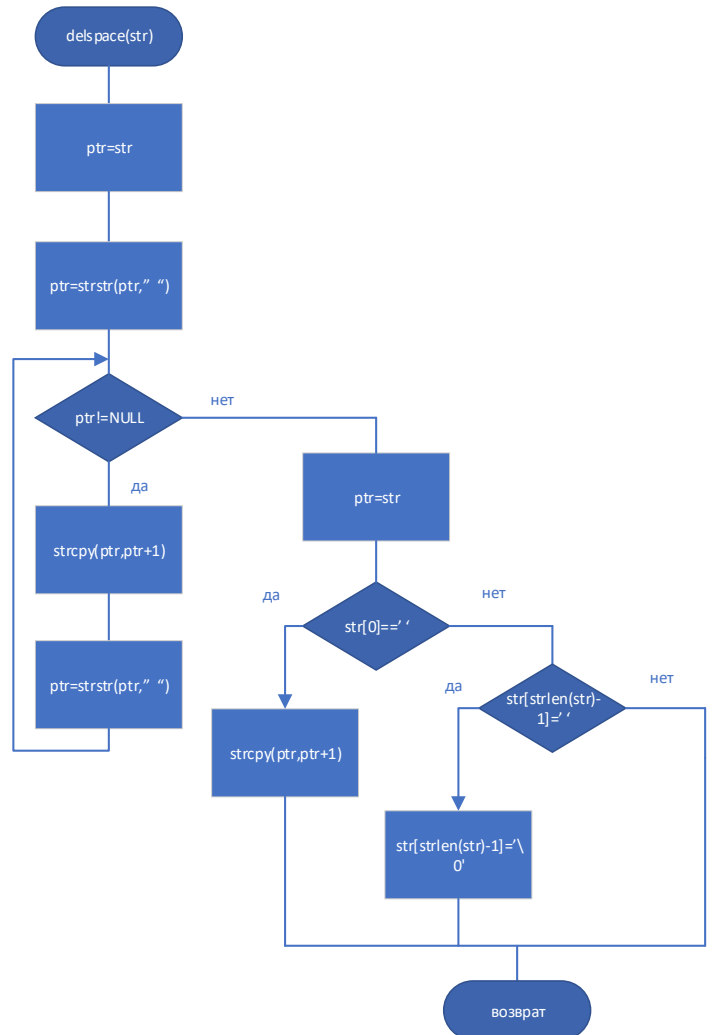 delspace(str)
ptr=str
ptr=strstr(ptr,”  “)
ptr!=NULL
нет
да
strcpy(ptr,ptr+1)
ptr=strstr(ptr,”  “)
ptr=str
да
str[0]==’ ‘
нет
strcpy(ptr,ptr+1)
да
str[strlen(str)-
1]=’ ‘
нет
str[strlen(str)-1]=’\
0'
возврат